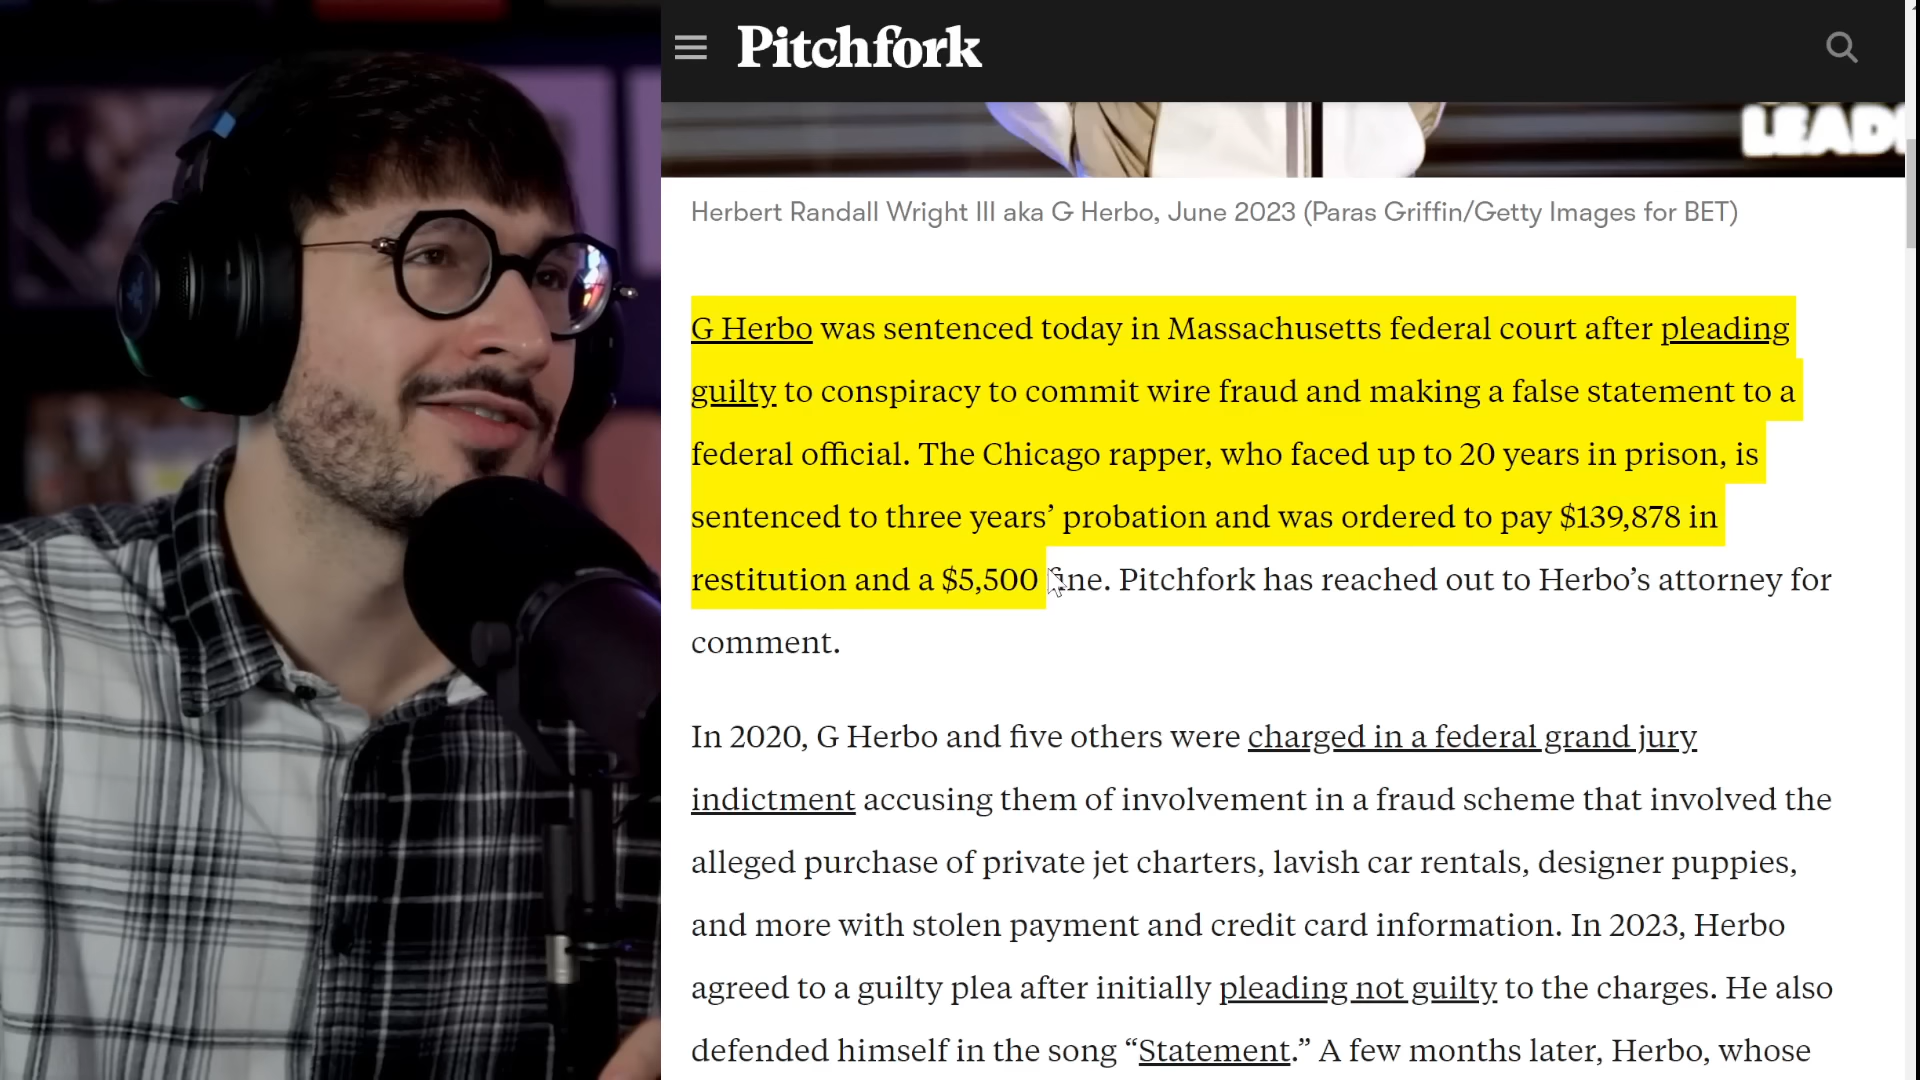 Pitchfork
LEAD
Herbert Randall Wright III aka G Herbo, June 2023 (Paras Griffin/Getty Images for BET)
G Herbo was sentenced today in Massachusetts federal court after pleading
guilty to conspiracy to commit wire fraud and making a false statement to a
federal official. The Chicago rapper, who faced up to 20 years in prison, is
sentenced to three years’ probation and was ordered to pay $139,878 in
restitution and a $5,500 fine. Pitchfork has reached out to Herbo’s attorney for
comment.
In 2020, G Herbo and five others were charged in a federal grand jury
indictment accusing them of involvement in a fraud scheme that involved the
alleged purchase of private jet charters, lavish car rentals, designer puppies,
and more with stolen payment and credit card information. In 2023, Herbo
agreed to a guilty plea after initially pleading not guilty to the charges. He also
defended himself in the song “Statement.” A few months later, Herbo, whose